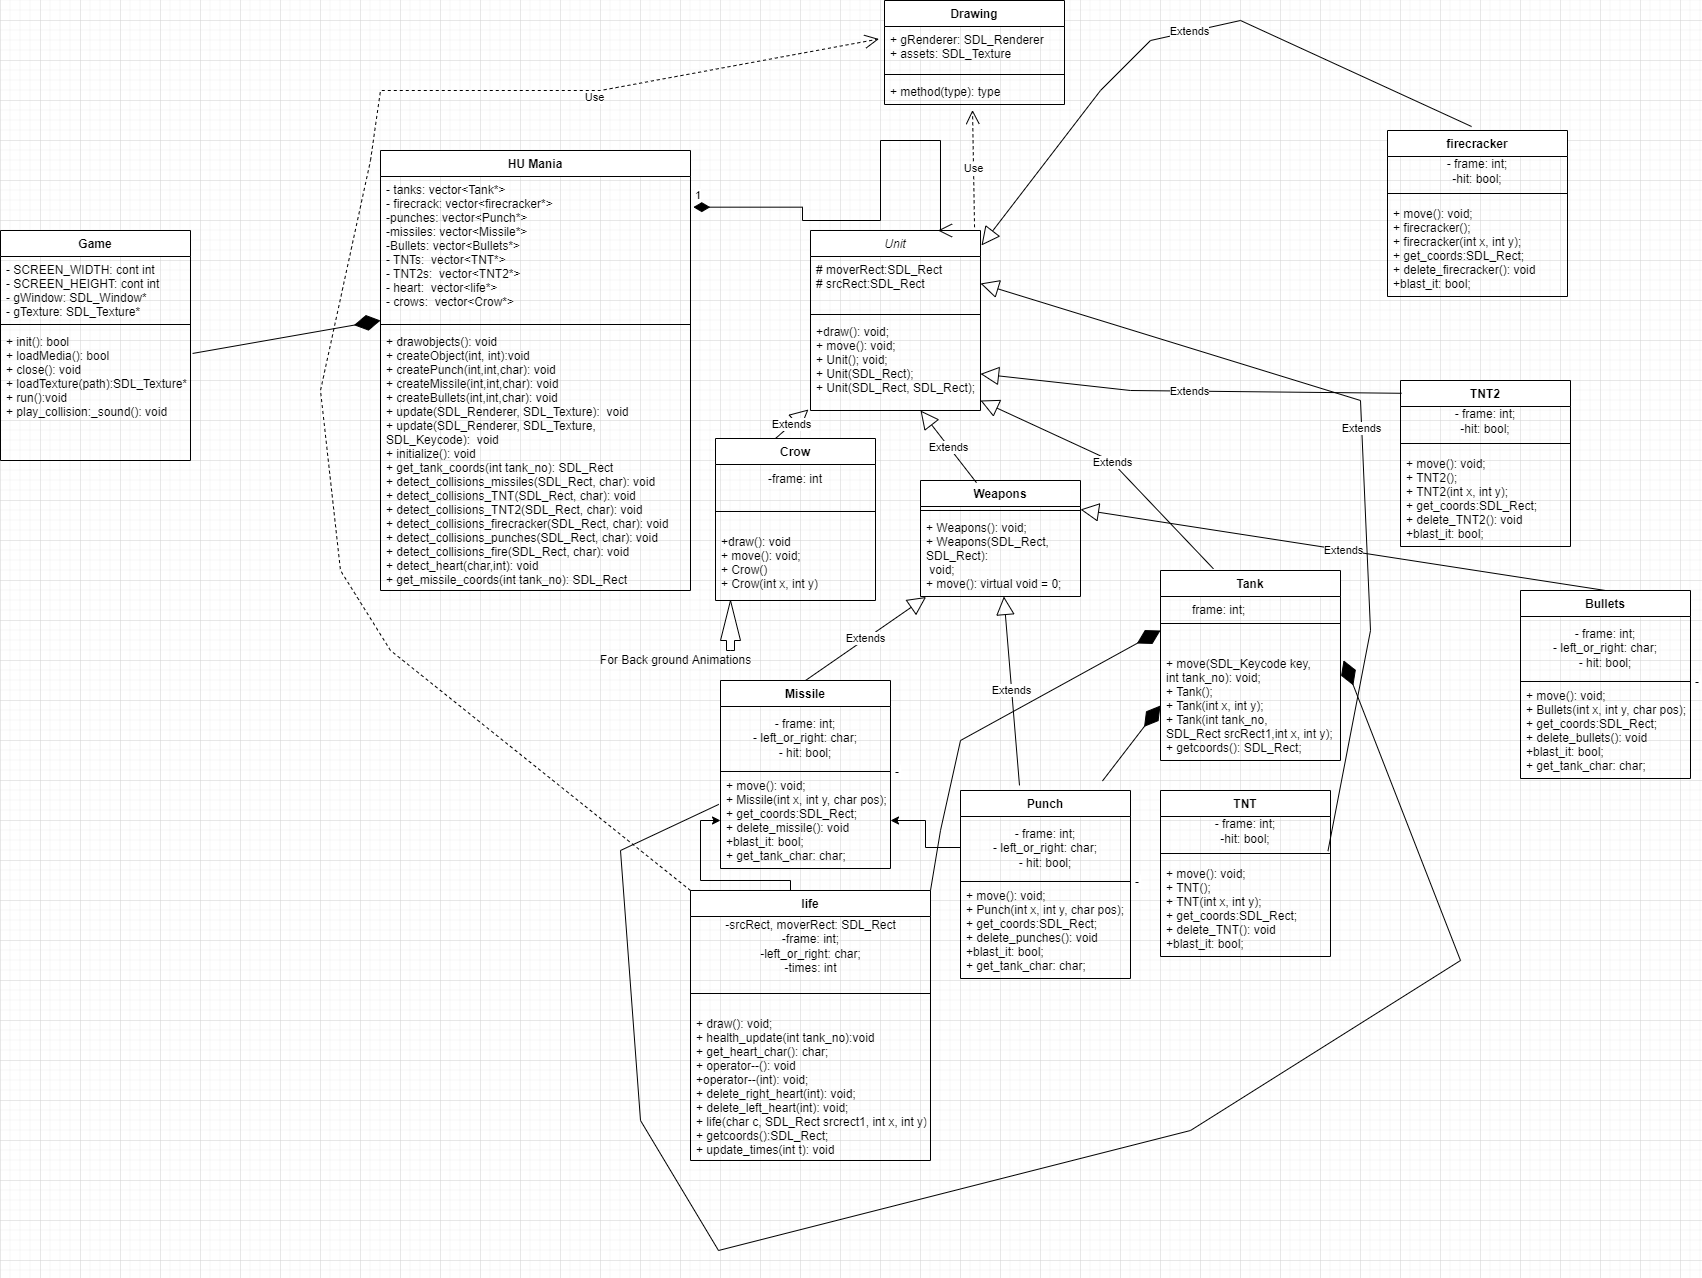 Drawing
+ gRenderer: SDL_Renderer
+ assets: SDL_Texture
+ method(type): type
Extends
Use
firecracker
- frame: int;
-hit: bool;
+ move(): void;
+ firecracker();
+ firecracker(int x, int y);
+ get_coords:SDL_Rect;
+ delete_firecracker(): void
+blast_it: bool;
HU Mania
- tanks: vector<Tank*>
- firecrack: vector<firecracker*>
-punches: vector<Punch*>
-missiles: vector<Missile*>
-Bullets: vector<Bullets*>
- TNTs: vector<TNT*>
- TNT2s: vector<TNT2*>
- heart: vector<life*>
- crows: vector<Crow*>
+ drawobjects(): void
+ createObject(int, int):void
+ createPunch(int,int,char): void
+ createMissile(int,int,char): void
+ createBullets(int,int,char): void
+ update(SDL_Renderer, SDL_Texture): void
+ update(SDL_Renderer, SDL_Texture,
SDL_Keycode): void
+ initialize(): void
+ get_tank_coords(int tank_no): SDL_Rect
+ detect_collisions_missiles(SDL_Rect, char): void
+ detect_collisions_TNT(SDL_Rect, char): void
+ detect_collisions_TNT2(SDL_Rect, char): void
+ detect_collisions_firecracker(SDL_Rect, char): void
+ detect_collisions_punches(SDL_Rect, char): void
+ detect_collisions_fire(SDL_Rect, char): void
+ detect_heart(char,int): void
+ get_missile_coords(int tank_no): SDL_Rect
1
Use
Game
- SCREEN_WIDTH: cont int
- SCREEN_HEIGHT: cont int
- gWindow: SDL_Window*
- gTexture: SDL_Texture*
+ init(): bool
+ loadMedia(): bool
+ close(): void
+ loadTexture(path):SDL_Texture*
+ run():void
+ play_collision:_sound(): void
Unit
# moverRect:SDL_Rect
# srcRect:SDL_Rect
+draw(): void;
+ move(): void;
+ Unit(); void;
+ Unit(SDL_Rect);
+ Unit(SDL_Rect, SDL_Rect);
Extends
Extends
TNT2
- frame: int;
-hit: bool;
+ move(): void;
+ TNT2();
+ TNT2(int x, int y);
+ get_coords:SDL_Rect;
+ delete_TNT2(): void
+blast_it: bool;
Extends
Crow
-frame: int
+draw(): void
+ move(): void;
+ Crow()
+ Crow(int x, int y)
For Back ground Animations
Extends
Extends
Weapons
+ Weapons(): void;
+ Weapons(SDL_Rect,
SDL_Rect):
void;
+ move(): virtual void = 0;
Extends
Tank
frame: int;
+ move(SDL_Keycode key,
int tank_no): void;
+ Tank();
+ Tank(int x, int y);
+ Tank(int tank_no,
SDL_Rect srcRect1,int x, int y);
+ getcoords(): SDL_Rect;
Bullets
- frame: int;
- left_or_right: char;
- hit: bool;
-
+ move(): void;
+ Bullets(int x, int y, char pos);
+ get_coords:SDL_Rect;
+ delete_bullets(): void
+blast_it: bool;
+ get_tank_char: char;
Extends
Extends
Missile
- frame: int;
- left_or_right: char;
- hit: bool;
-
+ move(): void;
+ Missile(int x, int y, char pos);
+ get_coords:SDL_Rect;
+ delete_missile(): void
+blast_it: bool;
+ get_tank_char: char;
Punch
- frame: int;
- left_or_right: char;
- hit: bool;
-
+ move(): void;
+ Punch(int x, int y, char pos);
+ get_coords:SDL_Rect;
+ delete_punches(): void
+blast_it: bool;
+ get_tank_char: char;
TNT
- frame: int;
-hit: bool;
+ move(): void;
+ TNT();
+ TNT(int x, int y);
+ get_coords:SDL_Rect;
+ delete_TNT(): void
+blast_it: bool;
life
-srcRect, moverRect: SDL_Rect
-frame: int;
-left_or_right: char;
-times: int
+ draw(): void;
+ health_update(int tank_no):void
+ get_heart_char(): char;
+ operator--(): void
+operator--(int): void;
+ delete_right_heart(int): void;
+ delete_left_heart(int): void;
+ life(char c, SDL_Rect srcrect1, int x, int y)
+ getcoords():SDL_Rect;
+ update_times(int t): void